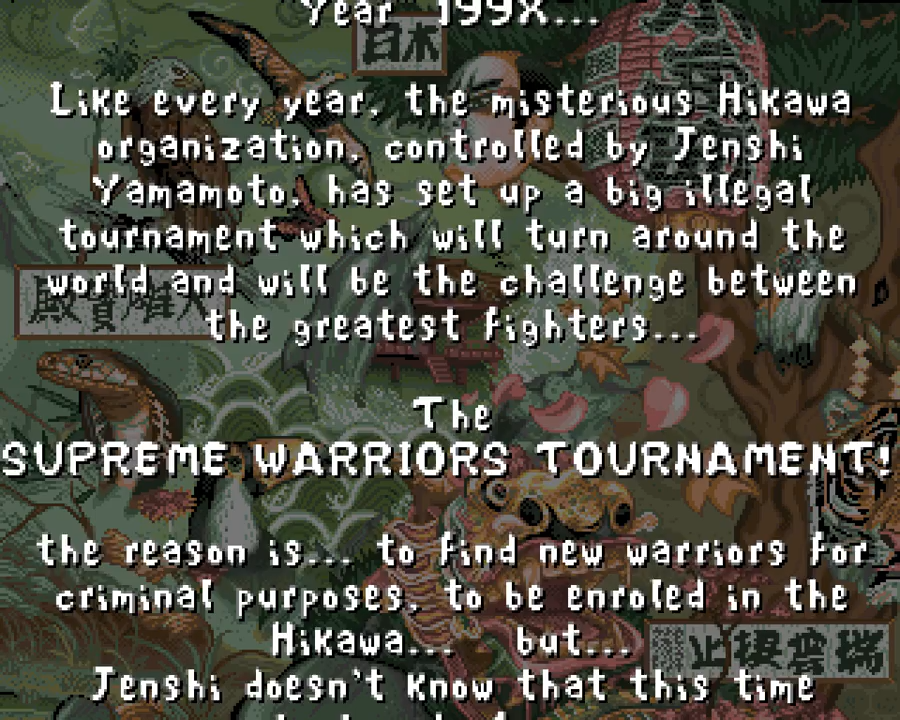 Year 199X...
日本
Like every year, the misterious Hikawa
organization, controlled by Jenshi
Yamamoto, has set up a big illegal
tournament which will turn around the
world and will be the challenge between
the greatest fighters...
The
SUPREME WARRIORS TOURNAMENT!
the reason is... to find new warriors for
criminal purposes, to be enroled in the
Hikawa... but...
Jenshi doesn't know that this time